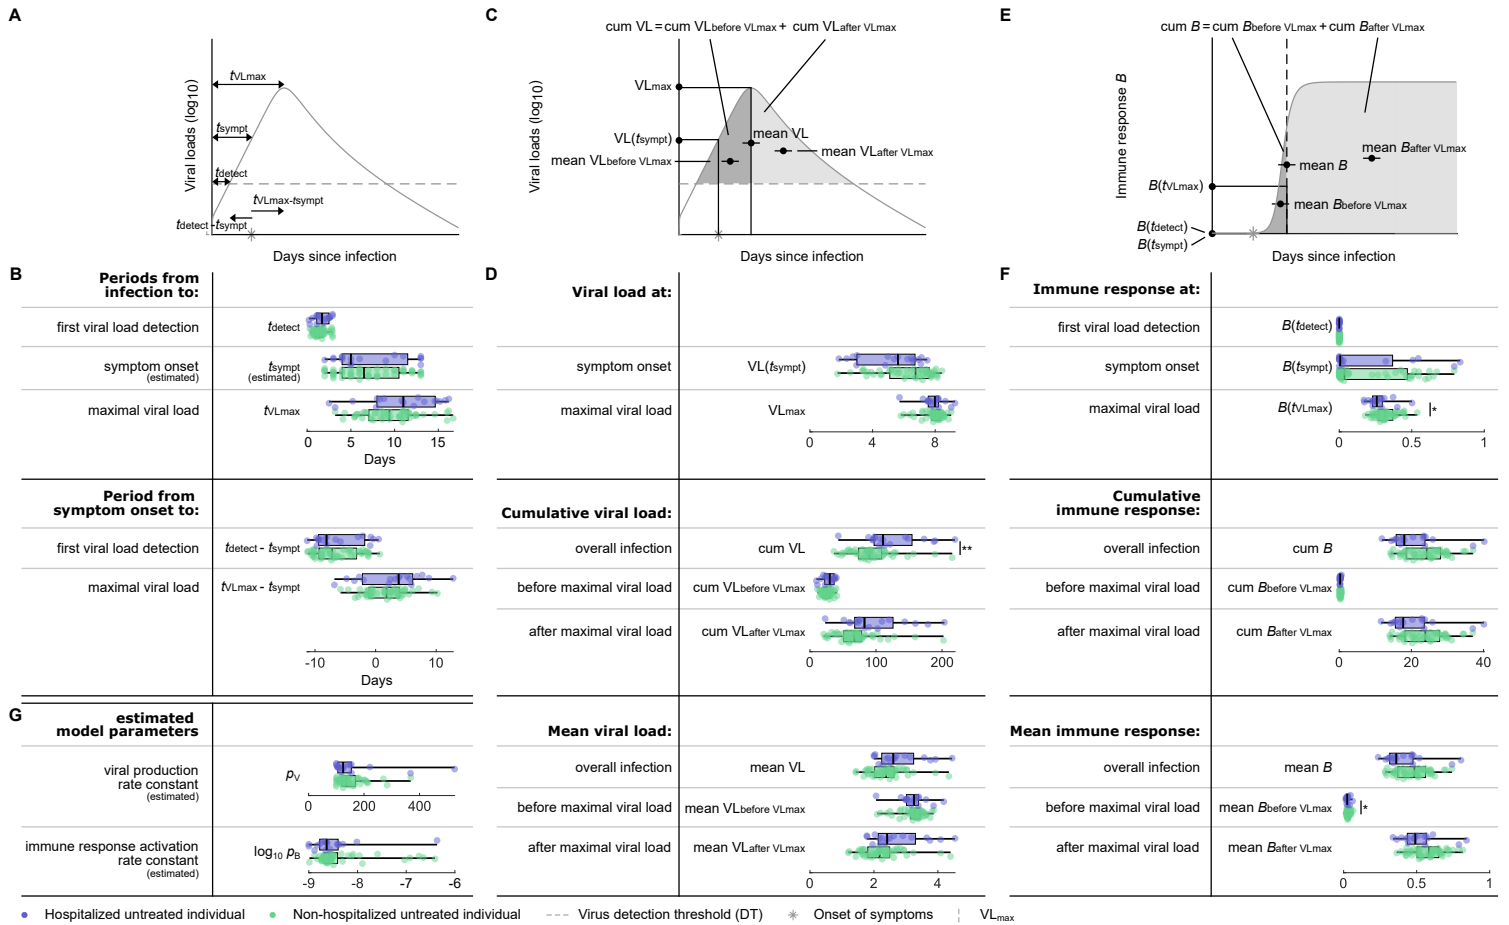 A
Viral loads (log10)
tVLmax
tsympt
tdetect
tVLmax-tsympt
tdetect -tsympt
Days since infection
B
Periods from
infection to:
first viral load detection
tdetect
symptom onset
(estimated)
tsympt
(estimated)
maximal viral load
tVLmax
0 5 10 15
Days
Period from
symptom onset to:
first viral load detection
tdetect - tsympt
maximal viral load
tVLmax - tsympt
-10 0 10
Days
G
estimated
model parameters
viral production
rate constant
(estimated)
pV
0 200 400
immune response activation
rate constant
(estimated)
log10 pB
-9 -8 -7 -6
C
cum VL = cum VLbefore VLmax + cum VLafter VLmax
Viral loads (log10)
VLmax
VL(tsympt)
mean VL
mean VLbefore VLmax
mean VLafter VLmax
Days since infection
D
Viral load at:
symptom onset
VL(tsympt)
maximal viral load
VLmax
0 4 8
Cumulative viral load:
overall infection
cum VL
**
before maximal viral load
cum VLbefore VLmax
after maximal viral load
cum VLafter VLmax
0 100 200
Mean viral load:
overall infection
mean VL
before maximal viral load
mean VLbefore VLmax
after maximal viral load
mean VLafter VLmax
0 2 4
E
cum B = cum Bbefore VLmax + cum Bafter VLmax
Immune response B
mean Bafter VLmax
mean B
B(tVLmax)
mean Bbefore VLmax
B(tdetect)
B(tsympt)
Days since infection
F
Immune response at:
first viral load detection
B(tdetect)
symptom onset
B(tsympt)
maximal viral load
B(tVLmax)
*
0 0.5 1
Cumulative
immune response:
overall infection
cum B
before maximal viral load
cum Bbefore VLmax
after maximal viral load
cum Bafter VLmax
0 20 40
Mean immune response:
overall infection
mean B
before maximal viral load
mean Bbefore VLmax
*
after maximal viral load
mean Bafter VLmax
0 0.5 1
Hospitalized untreated individual
Non-hospitalized untreated individual
Virus detection threshold (DT)
Onset of symptoms
VLmax